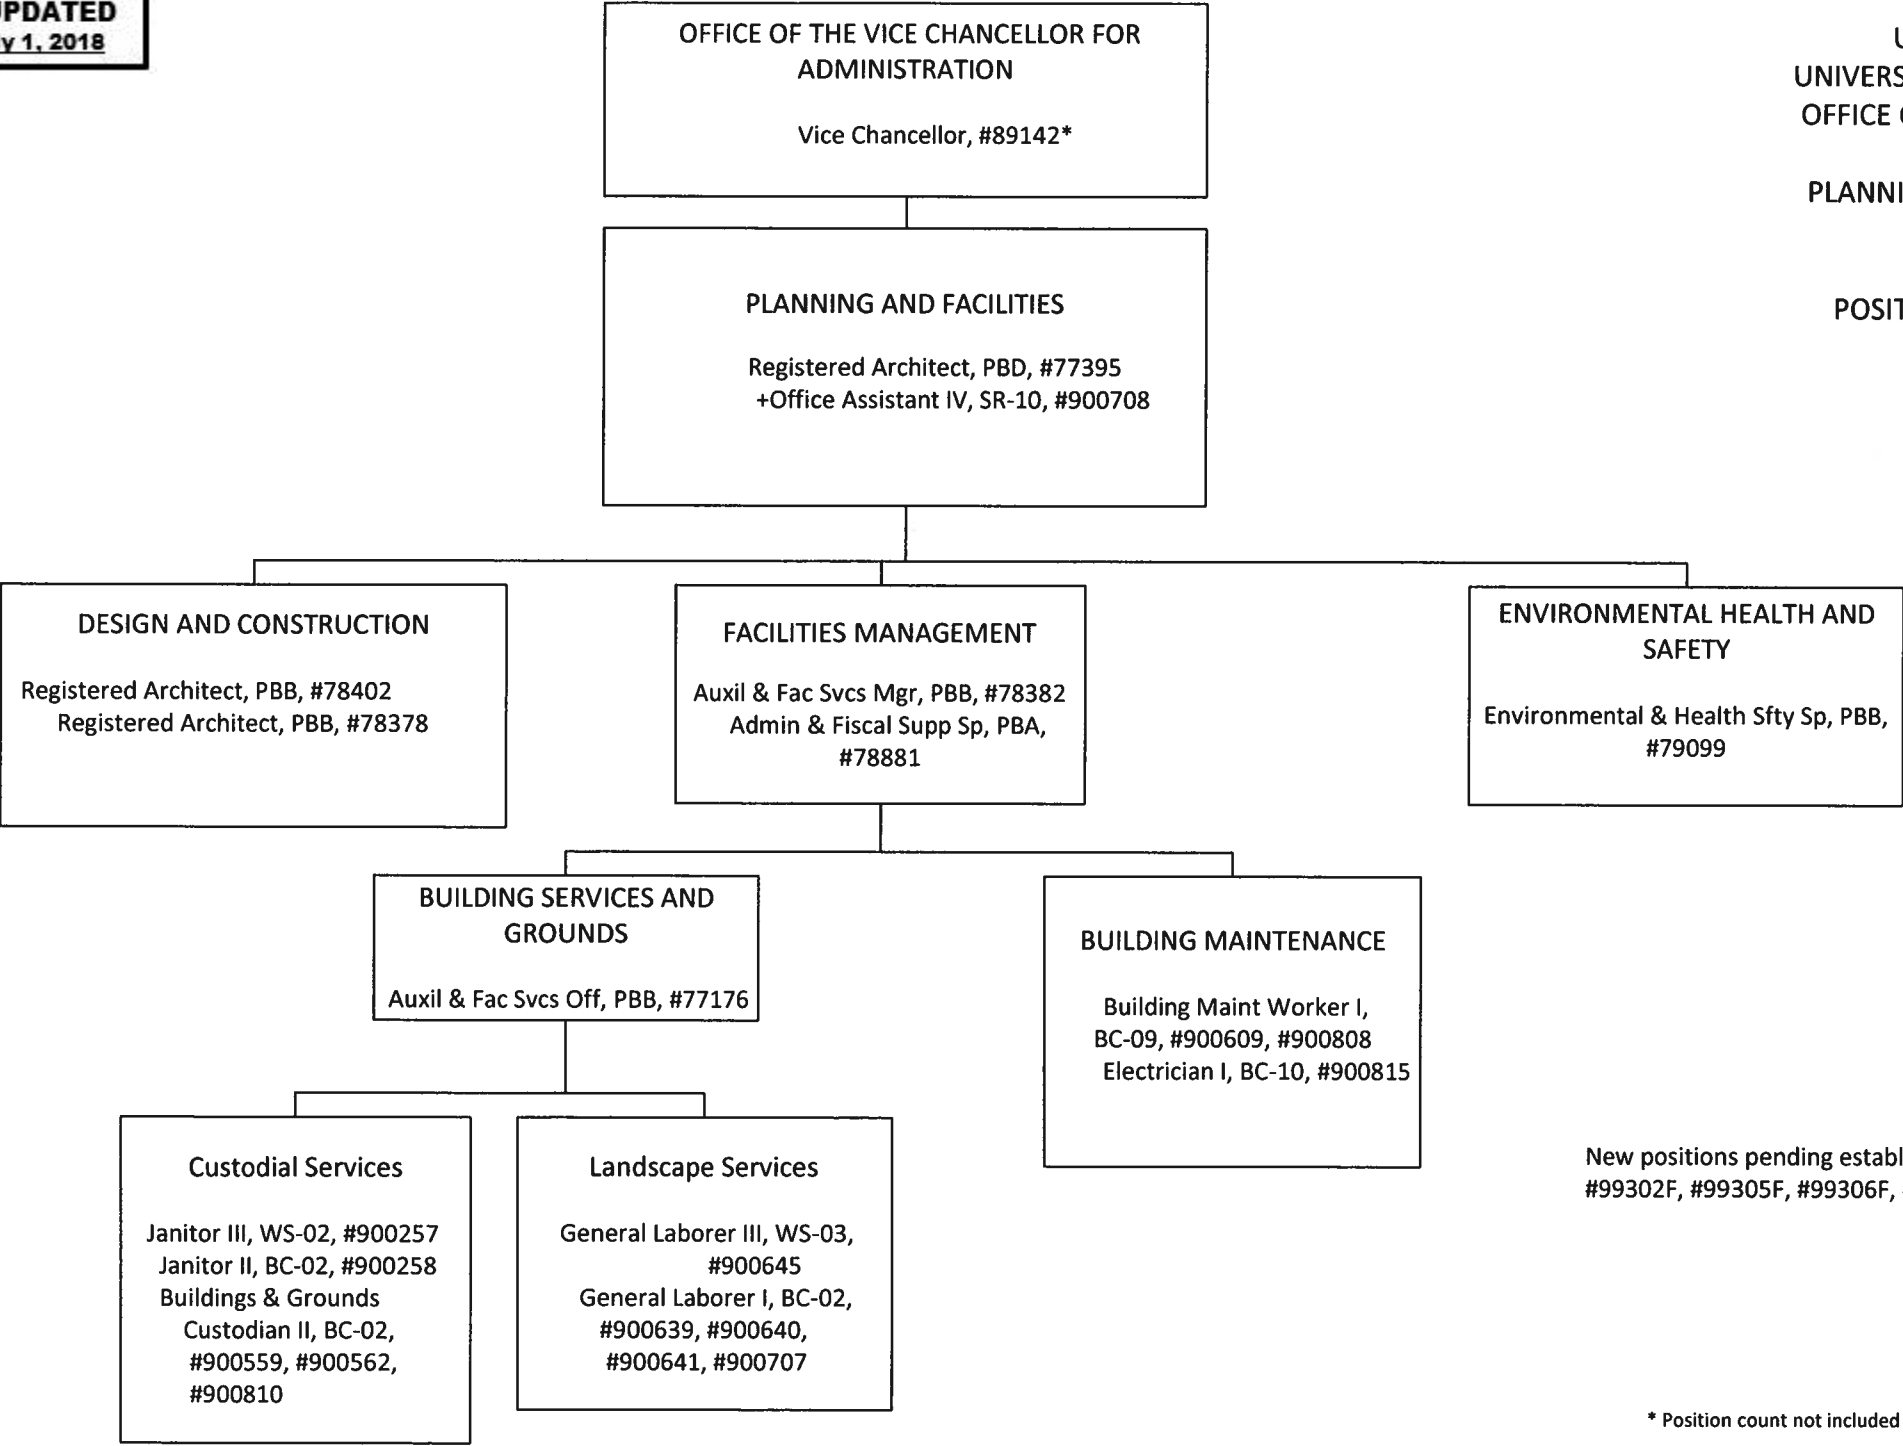 UPDATED
y 1, 2018
OFFICE OF THE VICE CHANCELLOR FOR
ADMINISTRATION
Vice Chancellor, #89142*
U
UNIVERS
OFFICE
PLANNI
POSIT
PLANNING AND FACILITIES
Registered Architect, PBD, #77395
+Office Assistant IV, SR-10, #900708
DESIGN AND CONSTRUCTION
Registered Architect, PBB, #78402
Registered Architect, PBB, #78378
FACILITIES MANAGEMENT
Auxil & Fac Svcs Mgr, PBB, #78382
Admin & Fiscal Supp Sp, PBA,
#78881
ENVIRONMENTAL HEALTH AND
SAFETY
Environmental & Health Sfty Sp, PBB,
#79099
BUILDING SERVICES AND
GROUNDS
Auxil & Fac Svcs Off, PBB, #77176
BUILDING MAINTENANCE
Building Maint Worker I,
BC-09, #900609, #900808
Electrician I, BC-10, #900815
Custodial Services
Janitor III, WS-02, #900257
Janitor II, BC-02, #900258
Buildings & Grounds
Custodian II, BC-02,
#900559, #900562,
#900810
Landscape Services
General Laborer III, WS-03,
#900645
General Laborer I, BC-02,
#900639, #900640,
#900641, #900707
New positions pending establ
#99302F, #99305F, #99306F,
* Position count not included